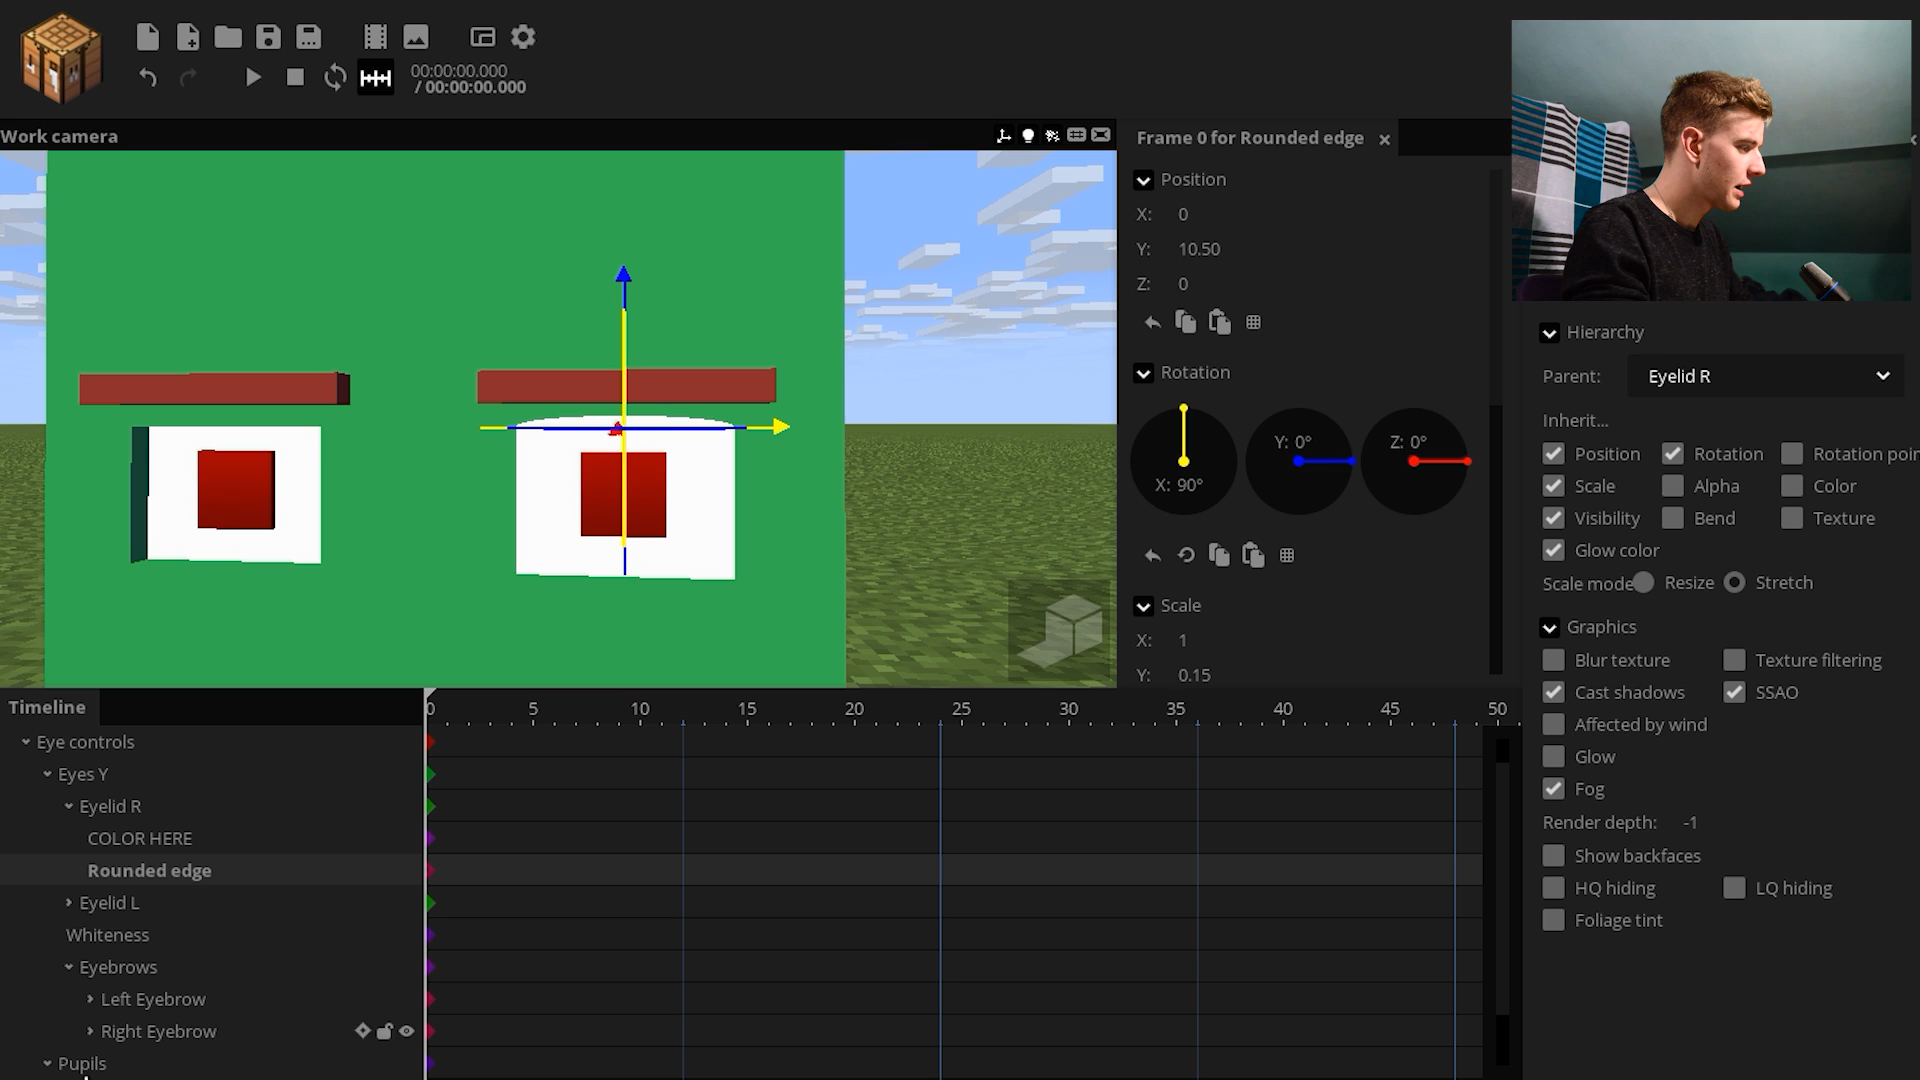 00:00:00.000
/ 00:00:00.000
Work camera
Frame 0 for Rounded edge
Position
X: 0
Y: 10.50
Z: 0
Rotation
X: 90°
Y: 0°
Z: 0°
Scale
X: 1
Y: 0.15
Hierarchy
Parent: Eyelid R
Inherit...
Position Rotation Rotation poin
Scale Alpha Color
Visibility Bend Texture
Glow color
Scale mode Resize Stretch
Graphics
Blur texture Texture filtering
Cast shadows SSAO
Affected by wind
Glow
Fog
Render depth: -1
Show backfaces
HQ hiding LQ hiding
Foliage tint
Timeline
0 5 10 15 20 25 30 35 40 45 50
Eye controls
Eyes Y
Eyelid R
COLOR HERE
Rounded edge
Eyelid L
Whiteness
Eyebrows
Left Eyebrow
Right Eyebrow
Pupils